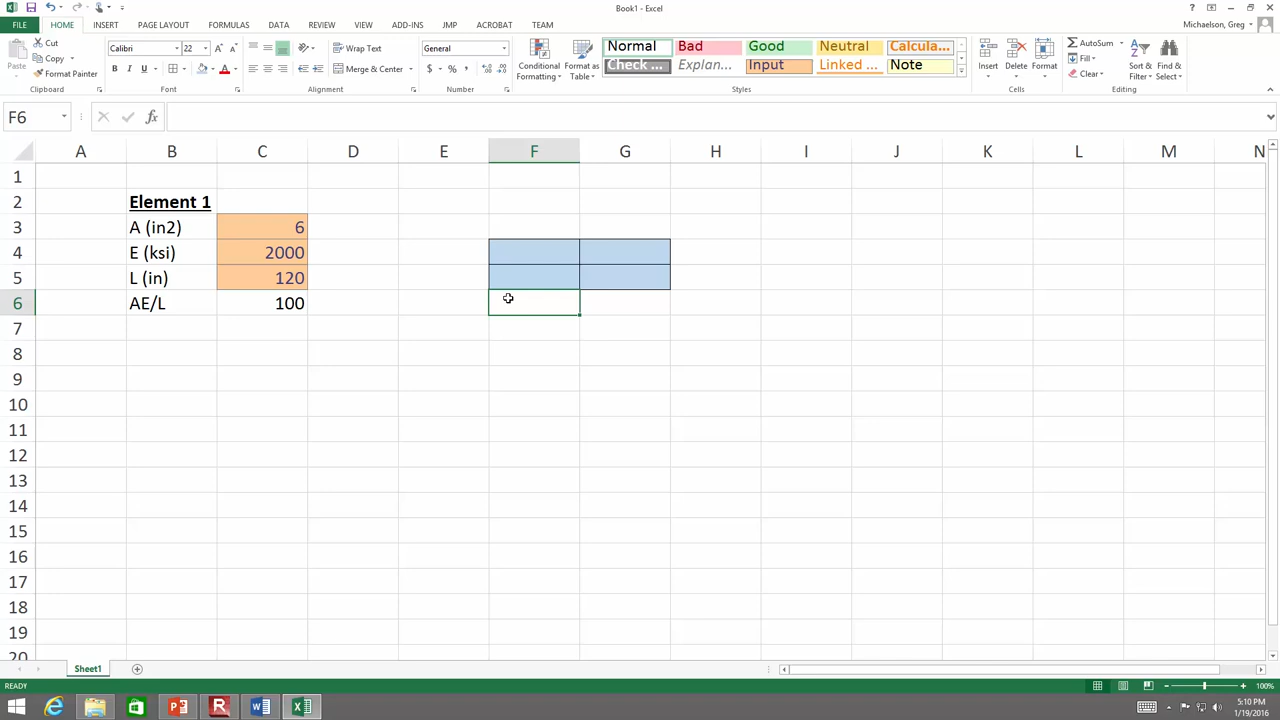 Book1 - Excel
FILE HOME INSERT PAGE LAYOUT FORMULAS DATA REVIEW VIEW ADD-INS JMP ACROBAT TEAM Michaelson, Greg
Cut
Copy
Format Painter
Paste
Clipboard
Calibri 22
B I U
Font
Wrap Text
Merge & Center
Alignment
General
$ % ,
Number
Conditional Formatting
Format as Table
Normal Bad Good Neutral Calcula...
Check ... Explan... Input Linked ... Note
Styles
Insert Delete Format
Cells
AutoSum
Fill
Clear
Sort & Filter
Find & Select
Editing
F6
fx
A B C D E F G H I J K L M N
1
2 Element 1
3 A (in2) 6
4 E (ksi) 2000
5 L (in) 120
6 AE/L 100
7
8
9
10
11
12
13
14
15
16
17
18
19
20
Sheet1
READY
100%
5:10 PM
1/19/2016